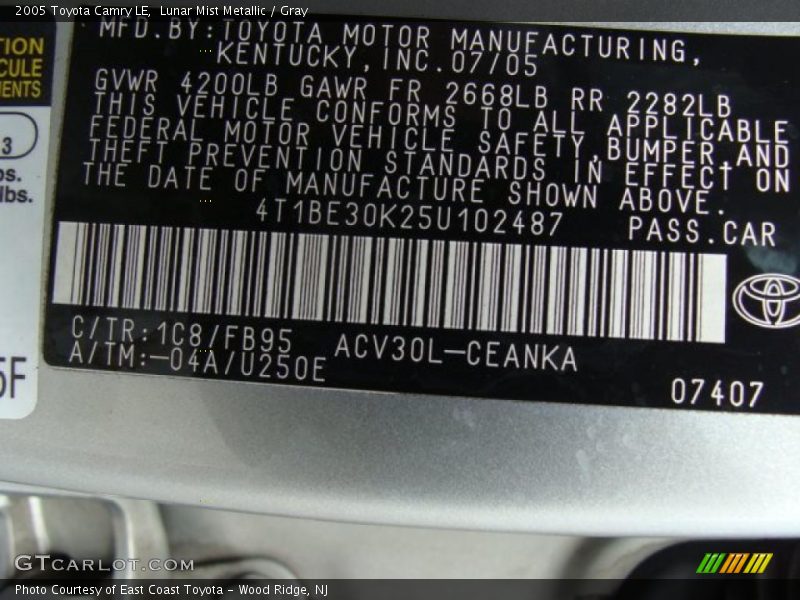 2005 Toyota Camry LE,  Lunar Mist Metallic / Gray
MFD.BY:TOYOTA MOTOR MANUFACTURING,
KENTUCKY,INC.07/05
GVWR 4200LB GAWR FR 2668LB RR 2282LB
THIS VEHICLE CONFORMS TO ALL APPLICABLE
FEDERAL MOTOR VEHICLE SAFETY,BUMPER,AND
THEFT PREVENTION STANDARDS IN EFFECT ON
THE DATE OF MANUFACTURE SHOWN ABOVE.
4T1BE30K25U102487 PASS.CAR
C/TR:1C8/FB95 ACV30L-CEANKA
A/TM:-04A/U250E
07407
3
lbs.
5F
GTCARLOT.COM
Photo Courtesy of East Coast Toyota - Wood Ridge, NJ